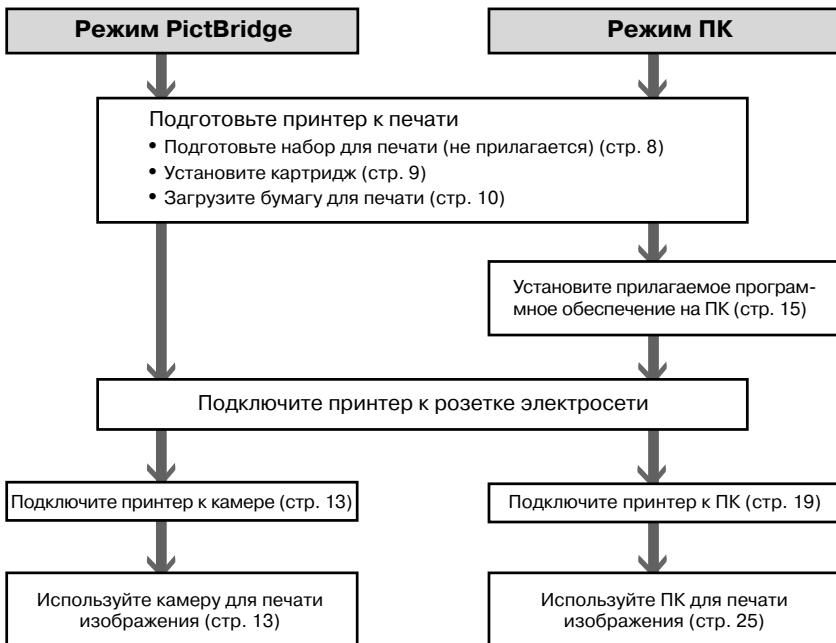 Режим PictBridge
Режим ПК
Подготовьте принтер к печати
• Подготовьте набор для печати (не прилагается) (стр. 8)
• Установите картридж (стр. 9)
• Загрузите бумагу для печати (стр. 10)
Установите прилагаемое програм-
мное обеспечение на ПК (стр. 15)
Подключите принтер к розетке электросети
Подключите принтер к камере (стр. 13)
Подключите принтер к ПК (стр. 19)
Используйте камеру для печати
изображения (стр. 13)
Используйте ПК для печати
изображения (стр. 25)